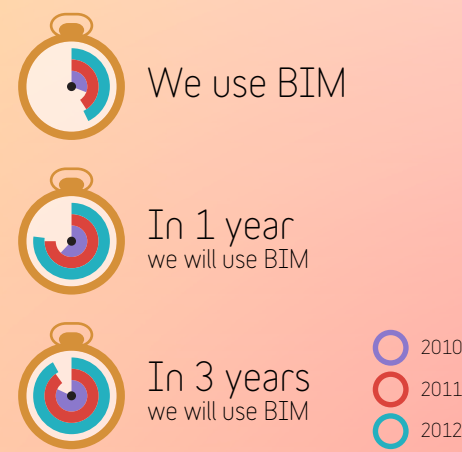 We use BIM
In 1 year
we will use BIM
In 3 years
we will use BIM
2010
2011
2012